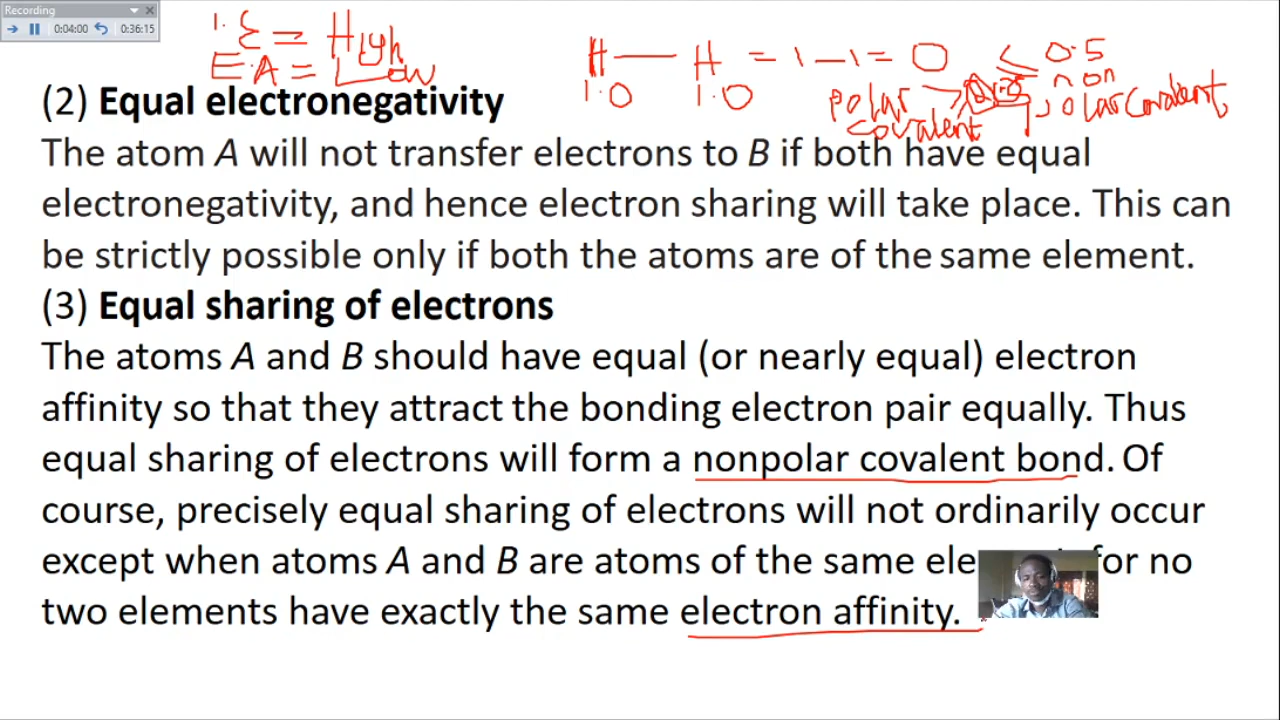 Recording
0:04:00 0:36:15
1. E = High
E.A = Low
H — H = 1 - 1 = 0
1.0 1.0
≤ 0.5
non
polar covalent
polar
covalent
(2) Equal electronegativity
The atom A will not transfer electrons to B if both have equal
electronegativity, and hence electron sharing will take place. This can
be strictly possible only if both the atoms are of the same element.
(3) Equal sharing of electrons
The atoms A and B should have equal (or nearly equal) electron
affinity so that they attract the bonding electron pair equally. Thus
equal sharing of electrons will form a nonpolar covalent bond. Of
course, precisely equal sharing of electrons will not ordinarily occur
except when atoms A and B are atoms of the same ele for no
two elements have exactly the same electron affinity.